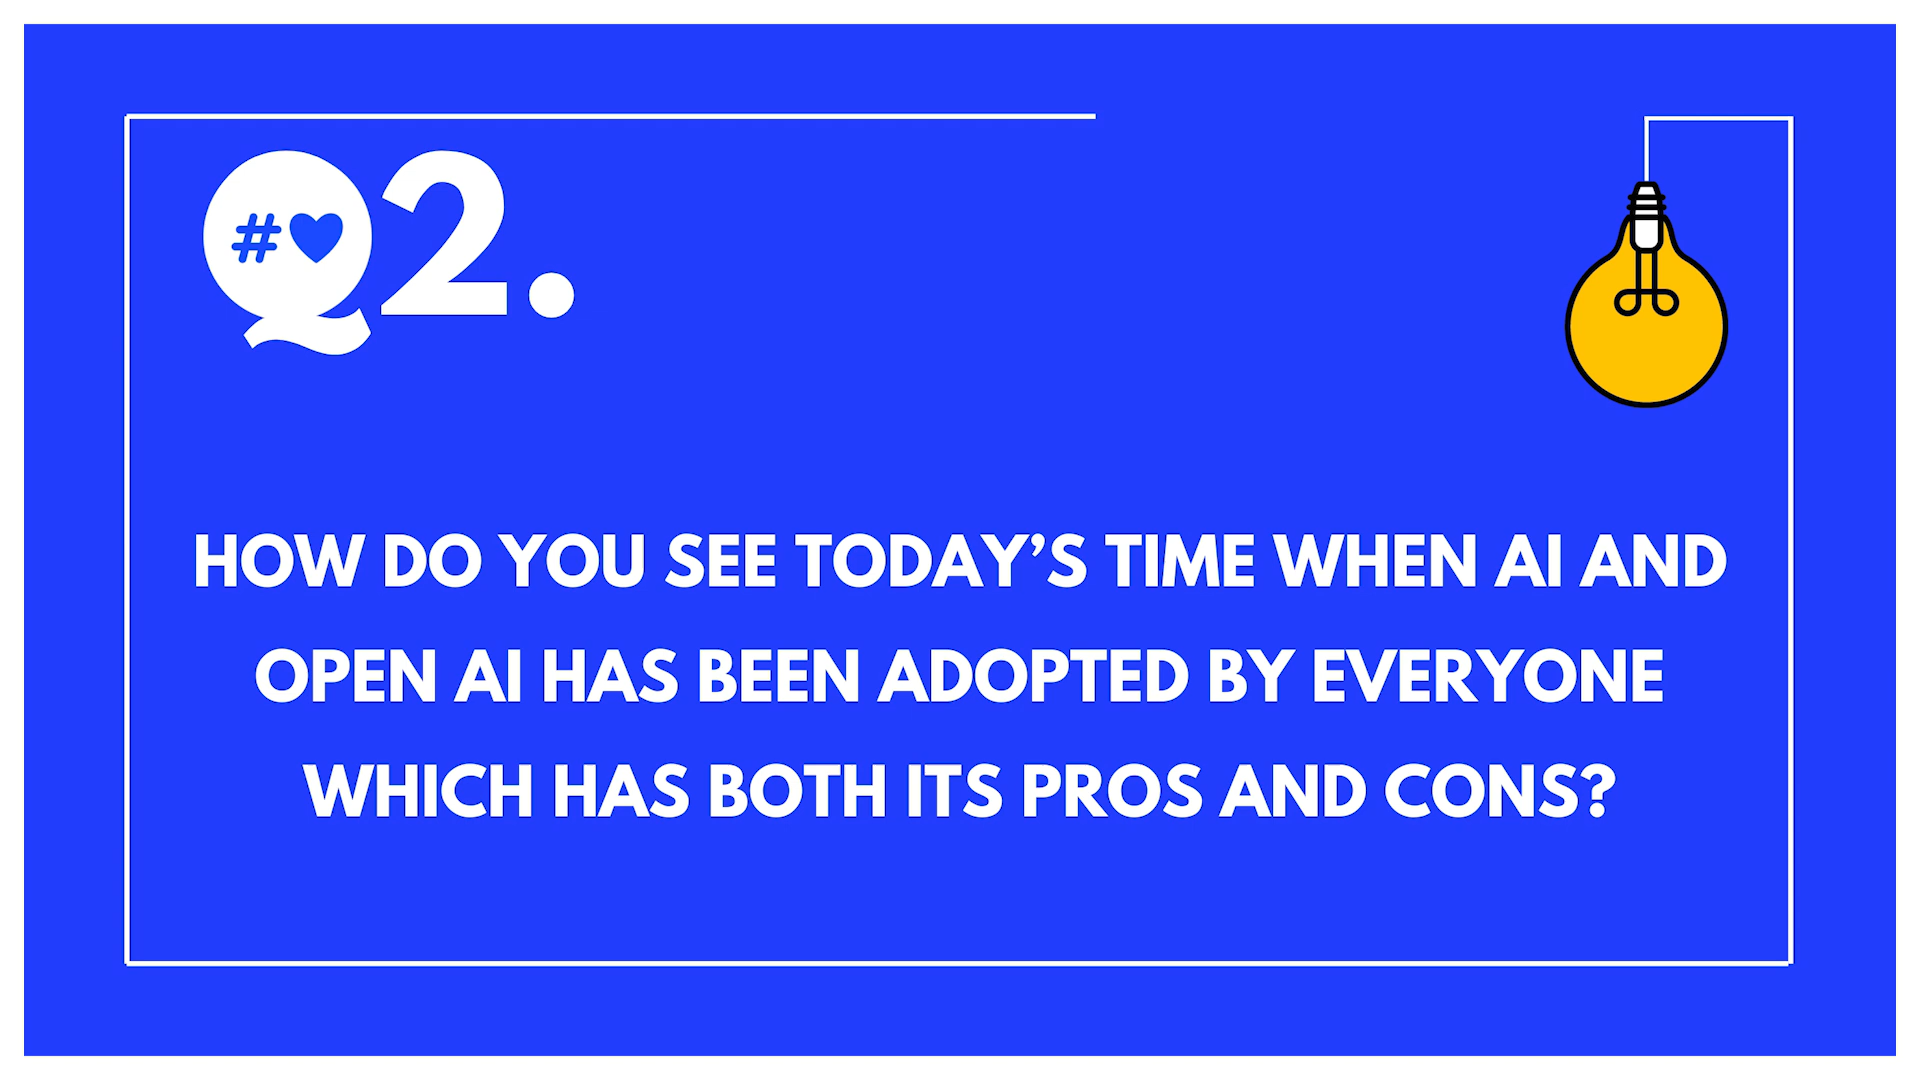 #
Q2.
HOW DO YOU SEE TODAY’S TIME WHEN AI AND
OPEN AI HAS BEEN ADOPTED BY EVERYONE
WHICH HAS BOTH ITS PROS AND CONS?